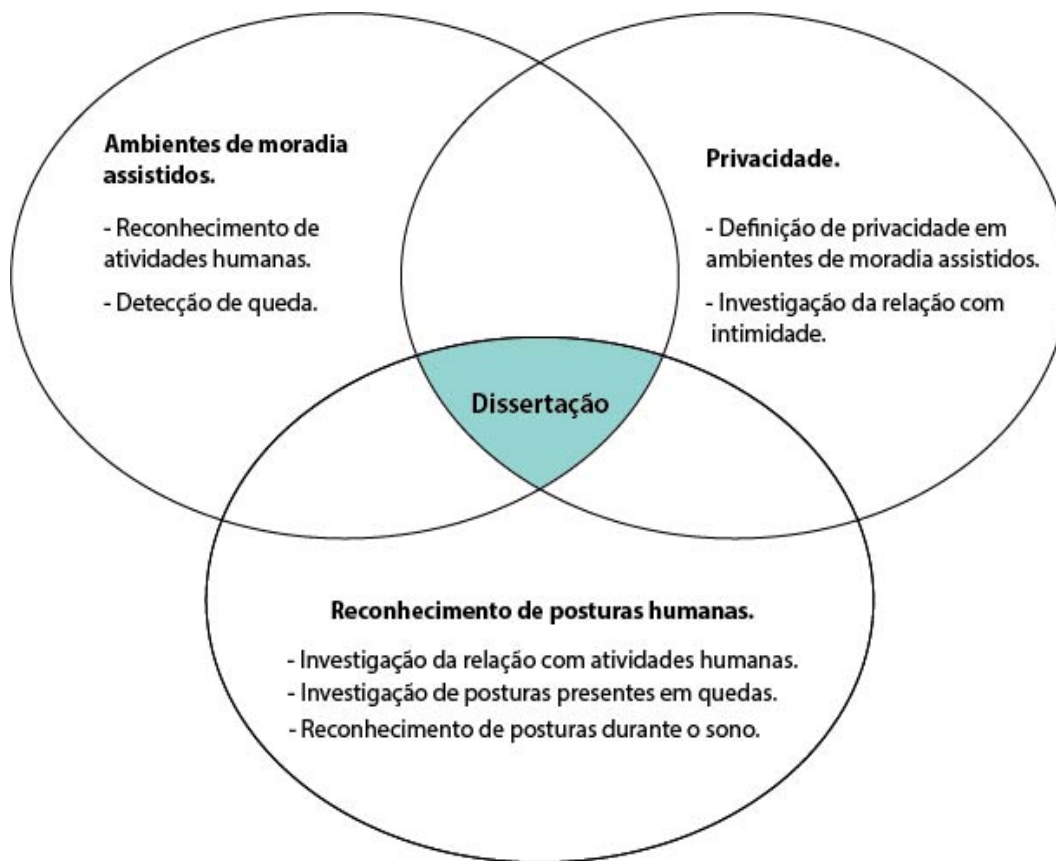 Ambientes de moradia
assistidos.
- Reconhecimento de
atividades humanas.
- Detecção de queda.
Privacidade.
- Definição de privacidade em
ambientes de moradia assistidos.
- Investigação da relação com
intimidade.
Dissertação
Reconhecimento de posturas humanas.
- Investigação da relação com atividades humanas.
- Investigação de posturas presentes em quedas.
- Reconhecimento de posturas durante o sono.